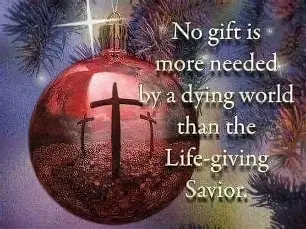 No gift is
more needed
by a dying world
than the
Life-giving
Savior.